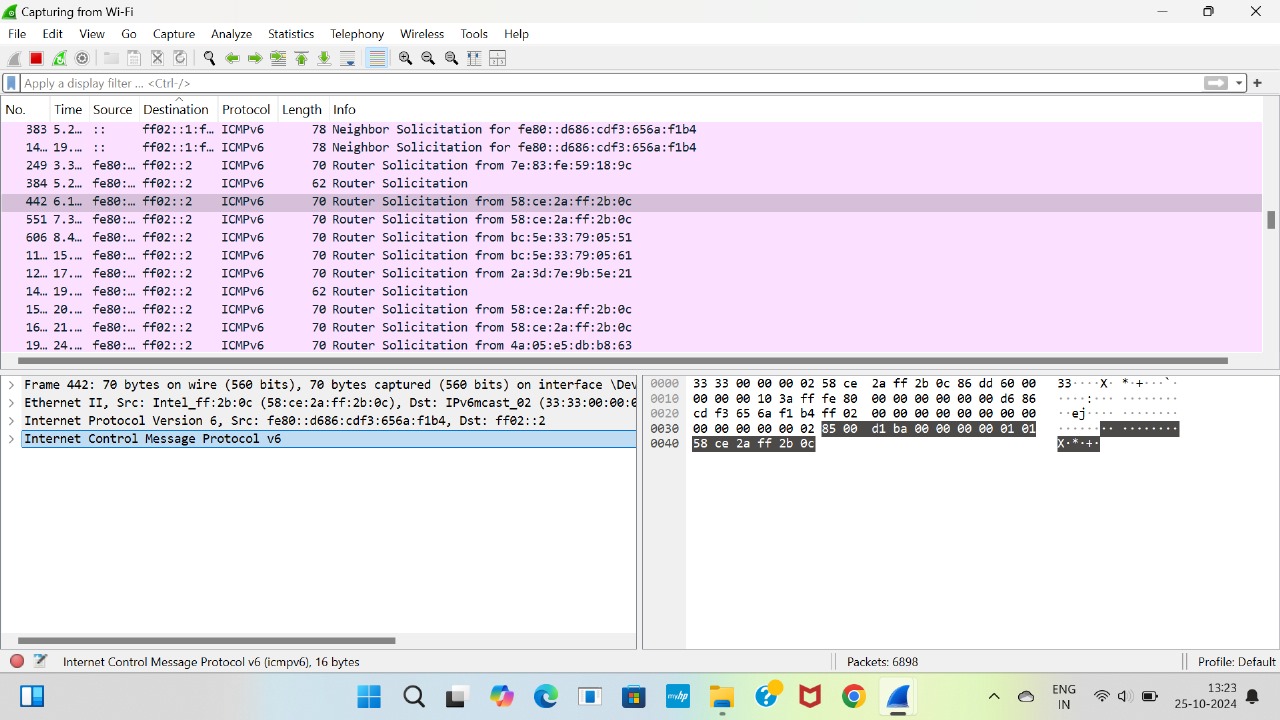 Capturing from Wi-Fi
File Edit View Go Capture Analyze Statistics Telephony Wireless Tools Help
Apply a display filter ... <Ctrl-/>
No. Time Source Destination Protocol Length Info
383 5.2… :: ff02::1:f… ICMPv6 78 Neighbor Solicitation for fe80::d686:cdf3:656a:f1b4
14… 19.… :: ff02::1:f… ICMPv6 78 Neighbor Solicitation for fe80::d686:cdf3:656a:f1b4
249 3.3… fe80:… ff02::2 ICMPv6 70 Router Solicitation from 7e:83:fe:59:18:9c
384 5.2… fe80:… ff02::2 ICMPv6 62 Router Solicitation
442 6.1… fe80:… ff02::2 ICMPv6 70 Router Solicitation from 58:ce:2a:ff:2b:0c
551 7.3… fe80:… ff02::2 ICMPv6 70 Router Solicitation from 58:ce:2a:ff:2b:0c
606 8.4… fe80:… ff02::2 ICMPv6 70 Router Solicitation from bc:5e:33:79:05:51
11… 15.… fe80:… ff02::2 ICMPv6 70 Router Solicitation from bc:5e:33:79:05:61
12… 17.… fe80:… ff02::2 ICMPv6 70 Router Solicitation from 2a:3d:7e:9b:5e:21
14… 19.… fe80:… ff02::2 ICMPv6 62 Router Solicitation
15… 20.… fe80:… ff02::2 ICMPv6 70 Router Solicitation from 58:ce:2a:ff:2b:0c
16… 21.… fe80:… ff02::2 ICMPv6 70 Router Solicitation from 58:ce:2a:ff:2b:0c
19… 24.… fe80:… ff02::2 ICMPv6 70 Router Solicitation from 4a:05:e5:db:b8:63
Frame 442: 70 bytes on wire (560 bits), 70 bytes captured (560 bits) on interface \Dev
Ethernet II, Src: Intel_ff:2b:0c (58:ce:2a:ff:2b:0c), Dst: IPv6mcast_02 (33:33:00:00:0
Internet Protocol Version 6, Src: fe80::d686:cdf3:656a:f1b4, Dst: ff02::2
Internet Control Message Protocol v6
0000 33 33 00 00 00 02 58 ce 2a ff 2b 0c 86 dd 60 00 33····X· *·+···`·
0010 00 00 00 10 3a ff fe 80 00 00 00 00 00 00 d6 86 ····:··· ········
0020 cd f3 65 6a f1 b4 ff 02 00 00 00 00 00 00 00 00 ··ej···· ········
0030 00 00 00 00 00 02 85 00 d1 ba 00 00 00 00 01 01 ········ ········
0040 58 ce 2a ff 2b 0c X·*·+·
Internet Control Message Protocol v6 (icmpv6), 16 bytes
Packets: 6898
Profile: Default
myhp
ENG
IN
13:23
25-10-2024